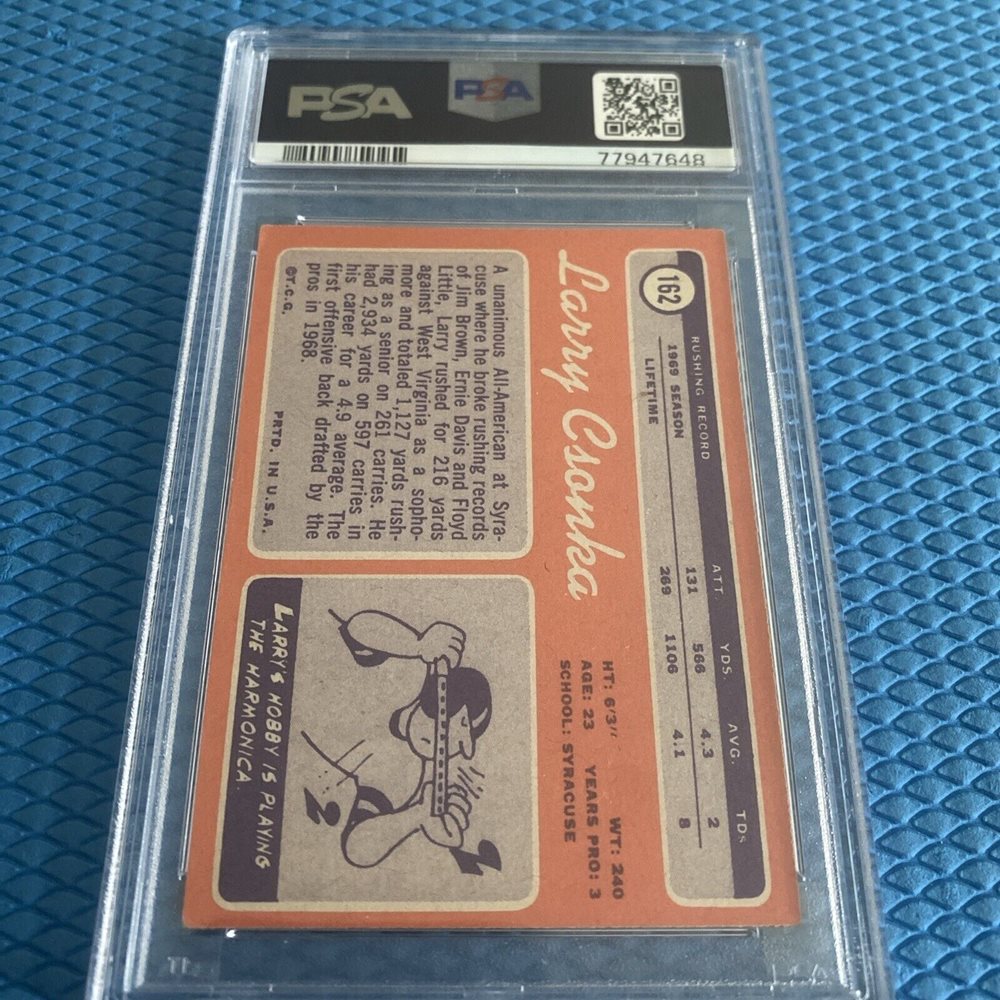 PSA
PSA
77947648
162
RUSHING RECORD ATT. YDS. AVG. TDs
1969 SEASON 131 566 4.3 2
LIFETIME 269 1106 4.1 8
Larry Csonka
HT: 6'3" WT: 240
AGE: 23 YEARS PRO: 3
SCHOOL: SYRACUSE
A unanimous All-American at Syra-
cuse where he broke rushing records
of Jim Brown, Ernie Davis and Floyd
Little, Larry rushed for 216 yards
against West Virginia as a sopho-
more and totaled 1,127 yards rush-
ing as a senior on 261 carries. He
had 2,934 yards on 597 carries in
his career for a 4.9 average. The
first offensive back drafted by the
pros in 1968.
©T.C.G. PRTD. IN U.S.A.
LARRY'S HOBBY IS PLAYING
THE HARMONICA.